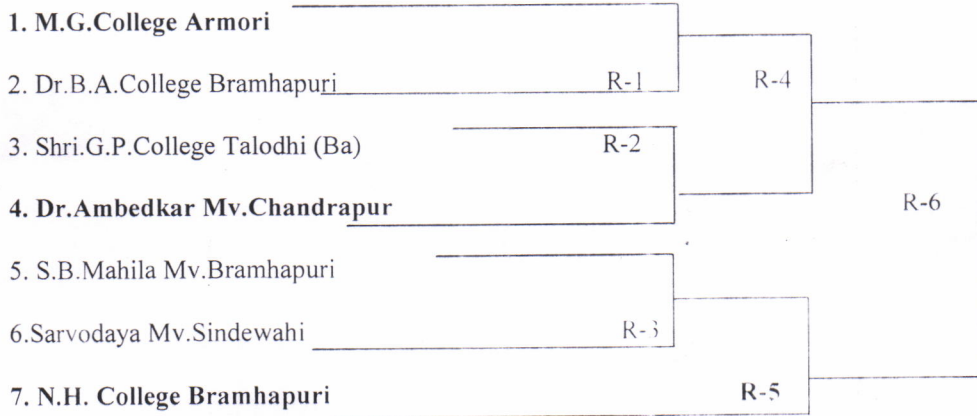 1. M.G.College Armori
2. Dr.B.A.College Bramhapuri R-1 R-4
3. Shri.G.P.College Talodhi (Ba) R-2
4. Dr.Ambedkar Mv.Chandrapur R-6
5. S.B.Mahila Mv.Bramhapuri
6.Sarvodaya Mv.Sindewahi R-3
7. N.H. College Bramhapuri R-5